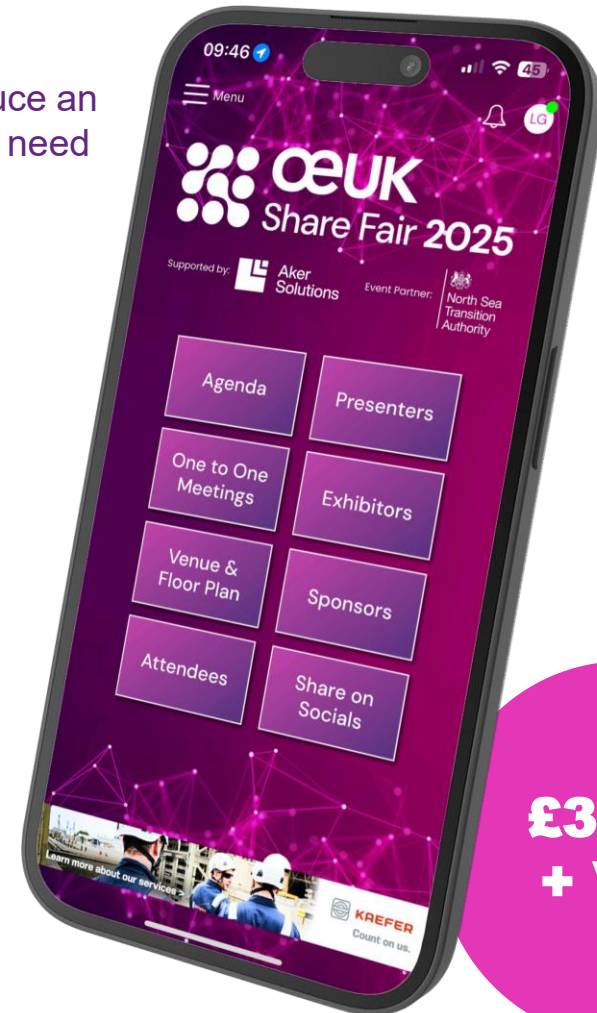 uce an
need
09:46
45
Menu
LG
œuk
Share Fair 2025
Supported by:
Aker
Solutions
Event Partner:
North Sea
Transition
Authority
Agenda
Presenters
One to One
Meetings
Exhibitors
Venue &
Floor Plan
Sponsors
Attendees
Share on
Socials
Learn more about our services >
KAEFER
Count on us.
£3
+